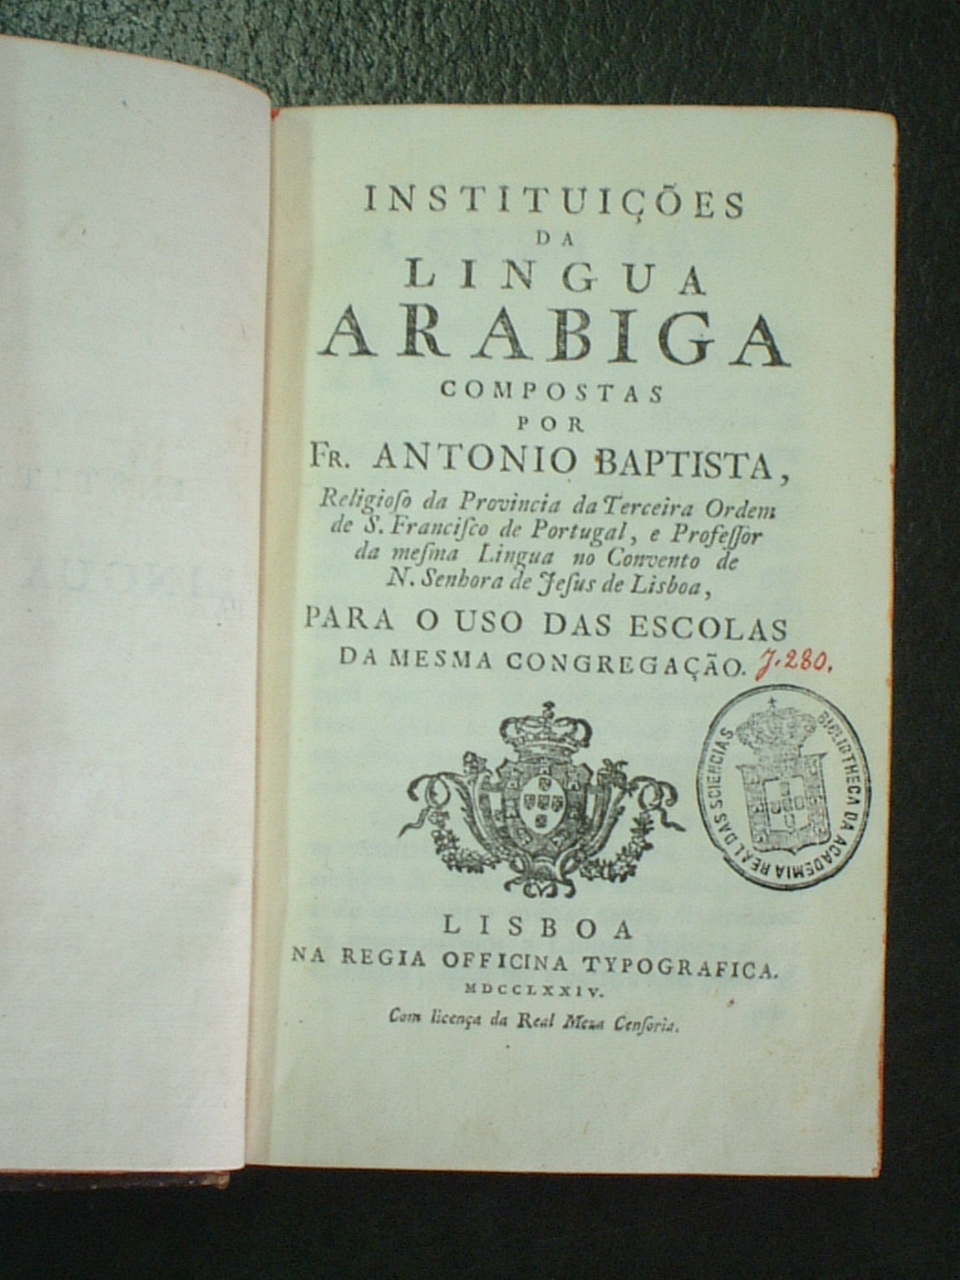 INSTITUIÇÕES
DA
LINGUA
ARABIGA
COMPOSTAS
POR
FR. ANTONIO BAPTISTA,
Religioſo da Provincia da Terceira Ordem
de S. Franciſco de Portugal, e Profeſſor
da meſma Lingua no Convento de
N. Senhora de Jeſus de Lisboa,
PARA O USO DAS ESCOLAS
DA MESMA CONGREGAÇÃO. J. 280.
BIBLIOTHECA DA ACADEMIA REAL DAS SCIENCIAS
LISBOA
NA REGIA OFFICINA TYPOGRAFICA.
MDCCLXXIV.
Com licença da Real Meza Cenſoria.